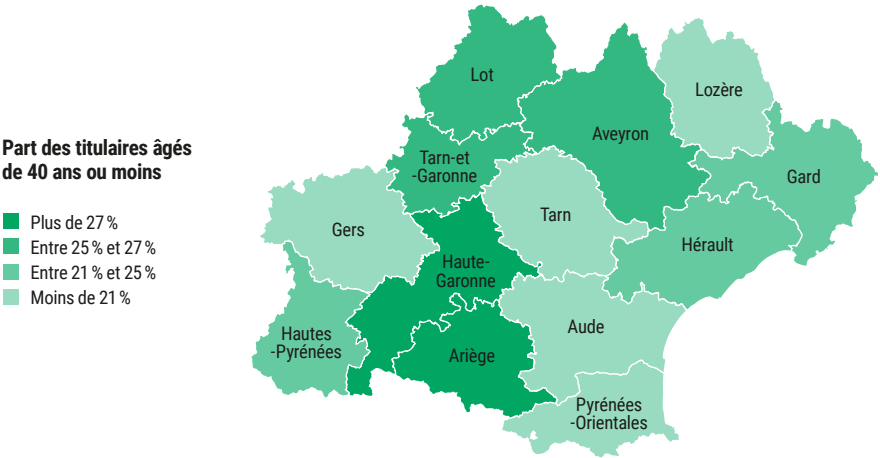 Part des titulaires âgés
de 40 ans ou moins
Plus de 27 %
Entre 25 % et 27 %
Entre 21 % et 25 %
Moins de 21 %
Lot
Lozère
Aveyron
Tarn-et
-Garonne
Gard
Tarn
Gers
Hérault
Haute-
Garonne
Aude
Hautes
-Pyrénées
Ariège
Pyrénées
-Orientales